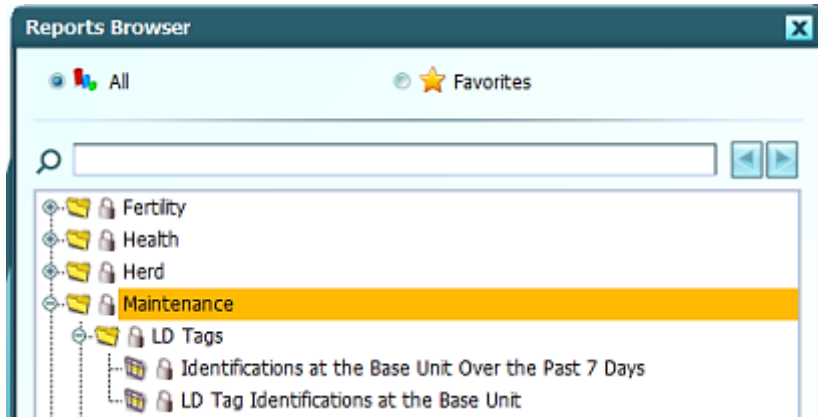 Reports Browser
All Favorites
Fertility
Health
Herd
Maintenance
LD Tags
Identifications at the Base Unit Over the Past 7 Days
LD Tag Identifications at the Base Unit